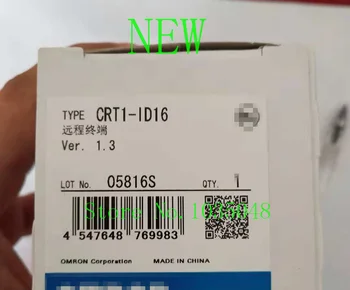 NEW
TYPE CRT1-ID16
远程终端
Ver. 1.3
LOT No. 05816S QTY. 1
4 547648 769983
OMRON Corporation MADE IN CHINA